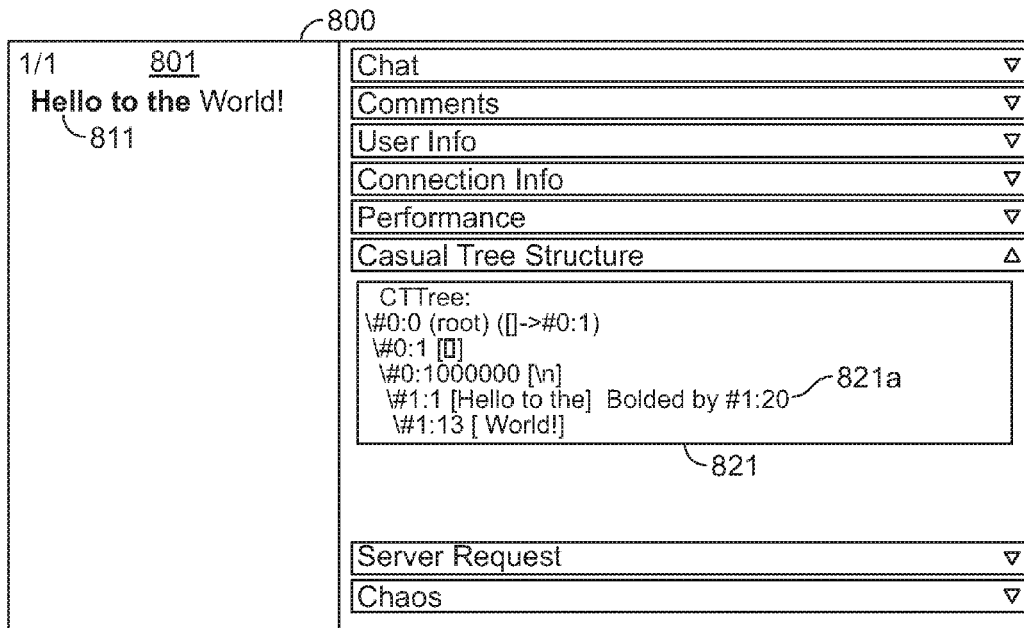 800
1/1 801
Hello to the World!
811
Chat
Comments
User Info
Connection Info
Performance
Casual Tree Structure
CTTree:
\#0:0 (root) ([]->#0:1)
\#0:1 [▯]
\#0:1000000 [\n]
\#1:1 [Hello to the] Bolded by #1:20
821a
\#1:13 [ World!]
821
Server Request
Chaos